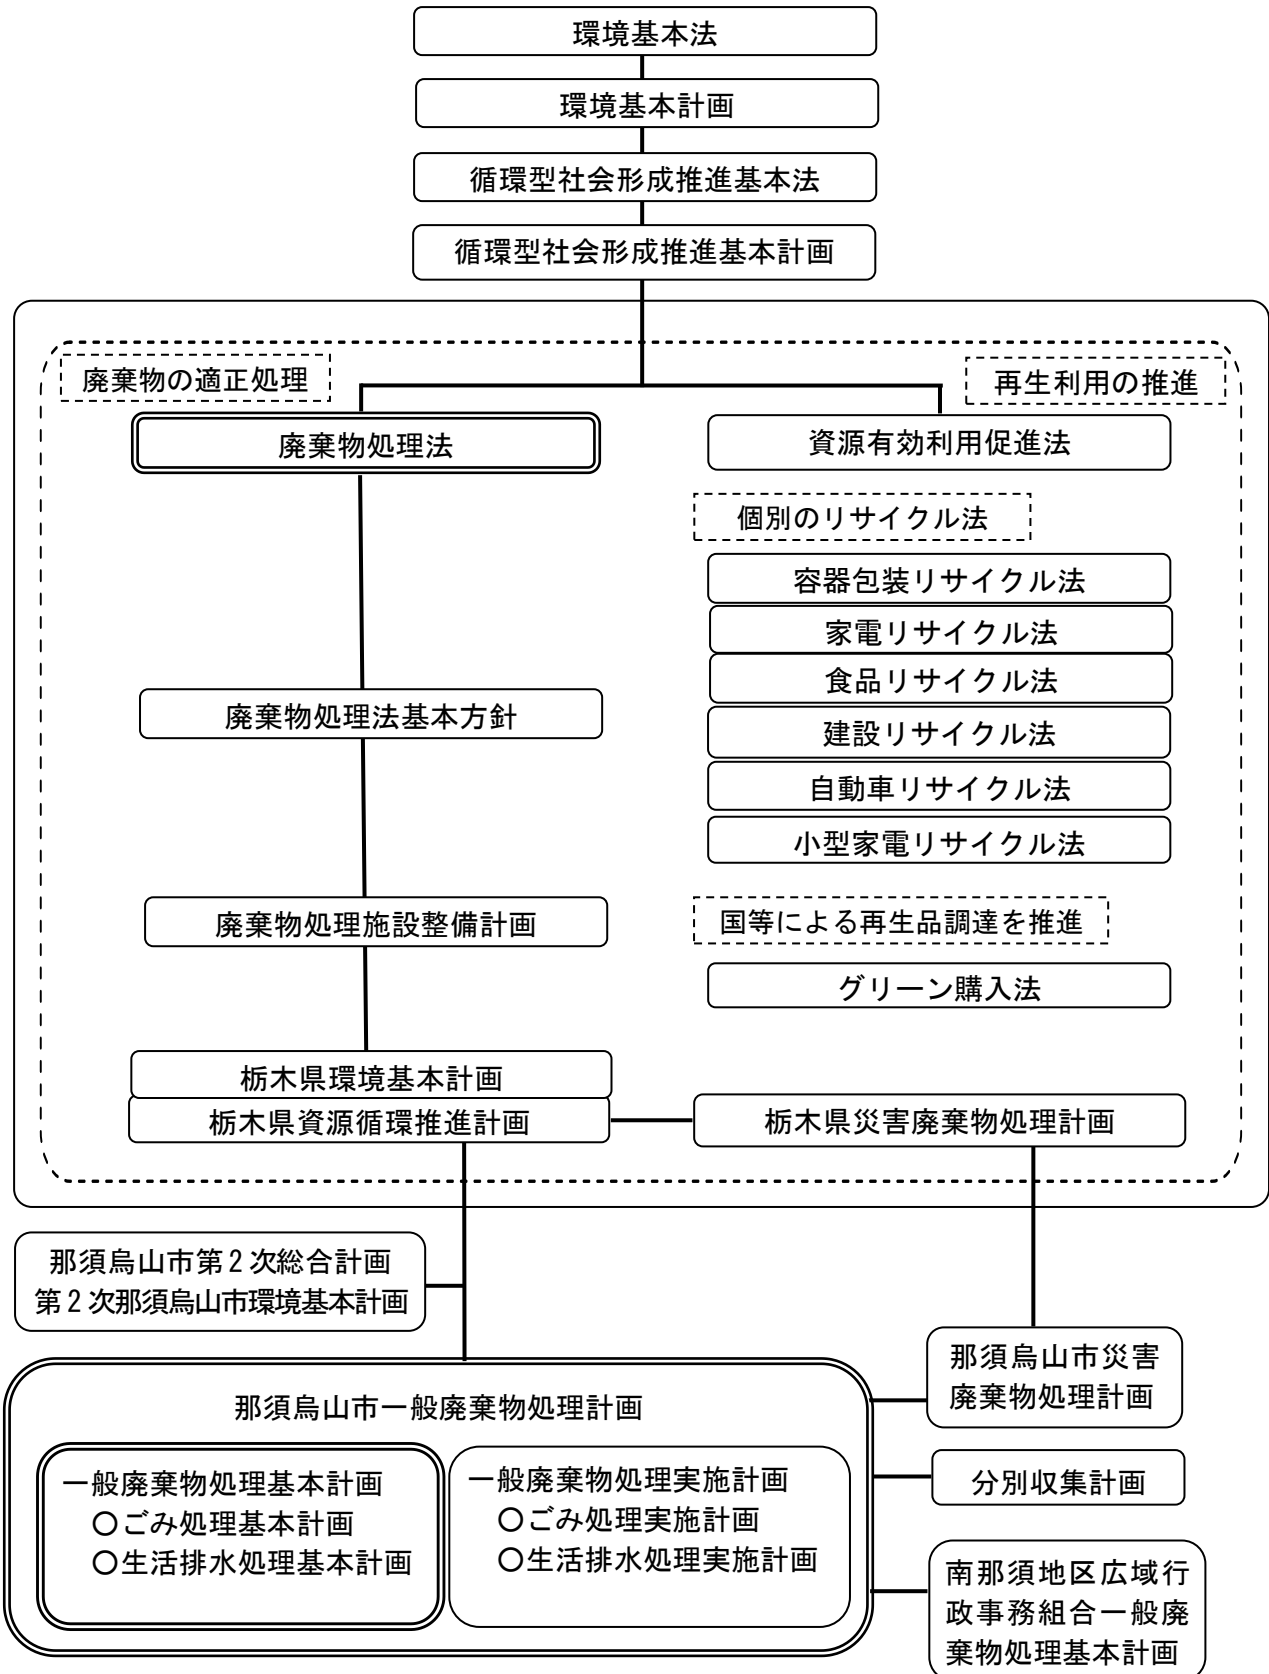 環境基本法
環境基本計画
循環型社会形成推進基本法
循環型社会形成推進基本計画
廃棄物の適正処理
再生利用の推進
廃棄物処理法
資源有効利用促進法
個別のリサイクル法
容器包装リサイクル法
家電リサイクル法
食品リサイクル法
廃棄物処理法基本方針
建設リサイクル法
自動車リサイクル法
小型家電リサイクル法
廃棄物処理施設整備計画
国等による再生品調達を推進
グリーン購入法
栃木県環境基本計画
栃木県資源循環推進計画
栃木県災害廃棄物処理計画
那須烏山市第2次総合計画
第2次那須烏山市環境基本計画
那須烏山市災害
廃棄物処理計画
那須烏山市一般廃棄物処理計画
一般廃棄物処理基本計画
〇ごみ処理基本計画
〇生活排水処理基本計画
一般廃棄物処理実施計画
〇ごみ処理実施計画
〇生活排水処理実施計画
分別収集計画
南那須地区広域行
政事務組合一般廃
棄物処理基本計画